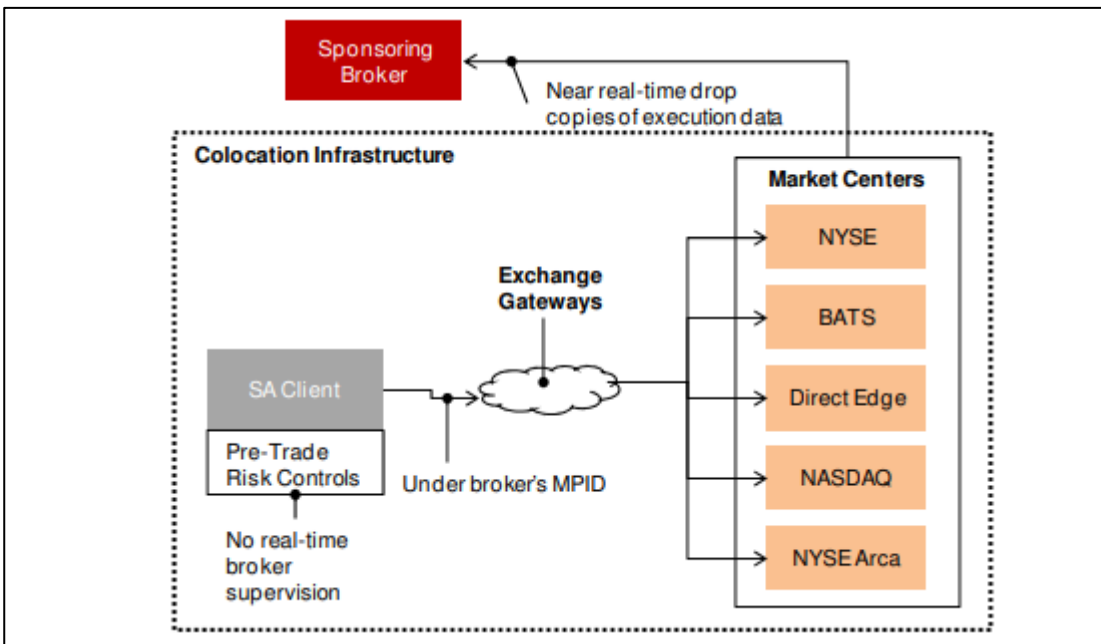 Sponsoring
Broker
Near real-time drop
copies of execution data
Colocation Infrastructure
Market Centers
NYSE
Exchange
Gateways
BATS
SA Client
Direct Edge
Pre-Trade
Risk Controls
Under broker's MPID
NASDAQ
No real-time
broker
supervision
NYSE Arca